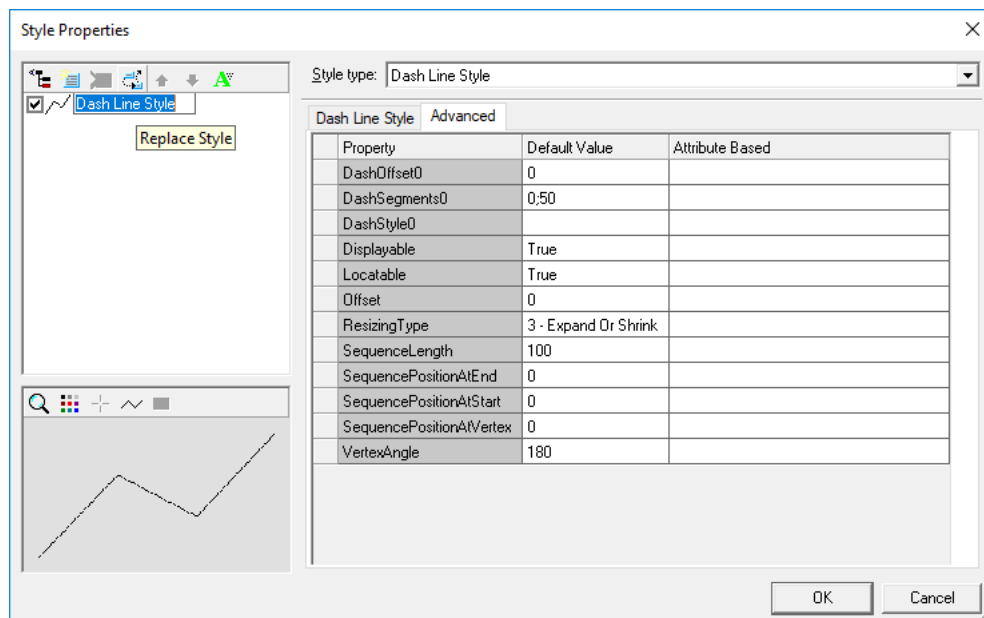 Style Properties
Style type: Dash Line Style
Dash Line Style
Replace Style
Dash Line Style Advanced
Property Default Value Attribute Based
DashOffset0 0
DashSegments0 0;50
DashStyle0
Displayable True
Locatable True
Offset 0
ResizingType 3 - Expand Or Shrink
SequenceLength 100
SequencePositionAtEnd 0
SequencePositionAtStart 0
SequencePositionAtVertex 0
VertexAngle 180
OK Cancel